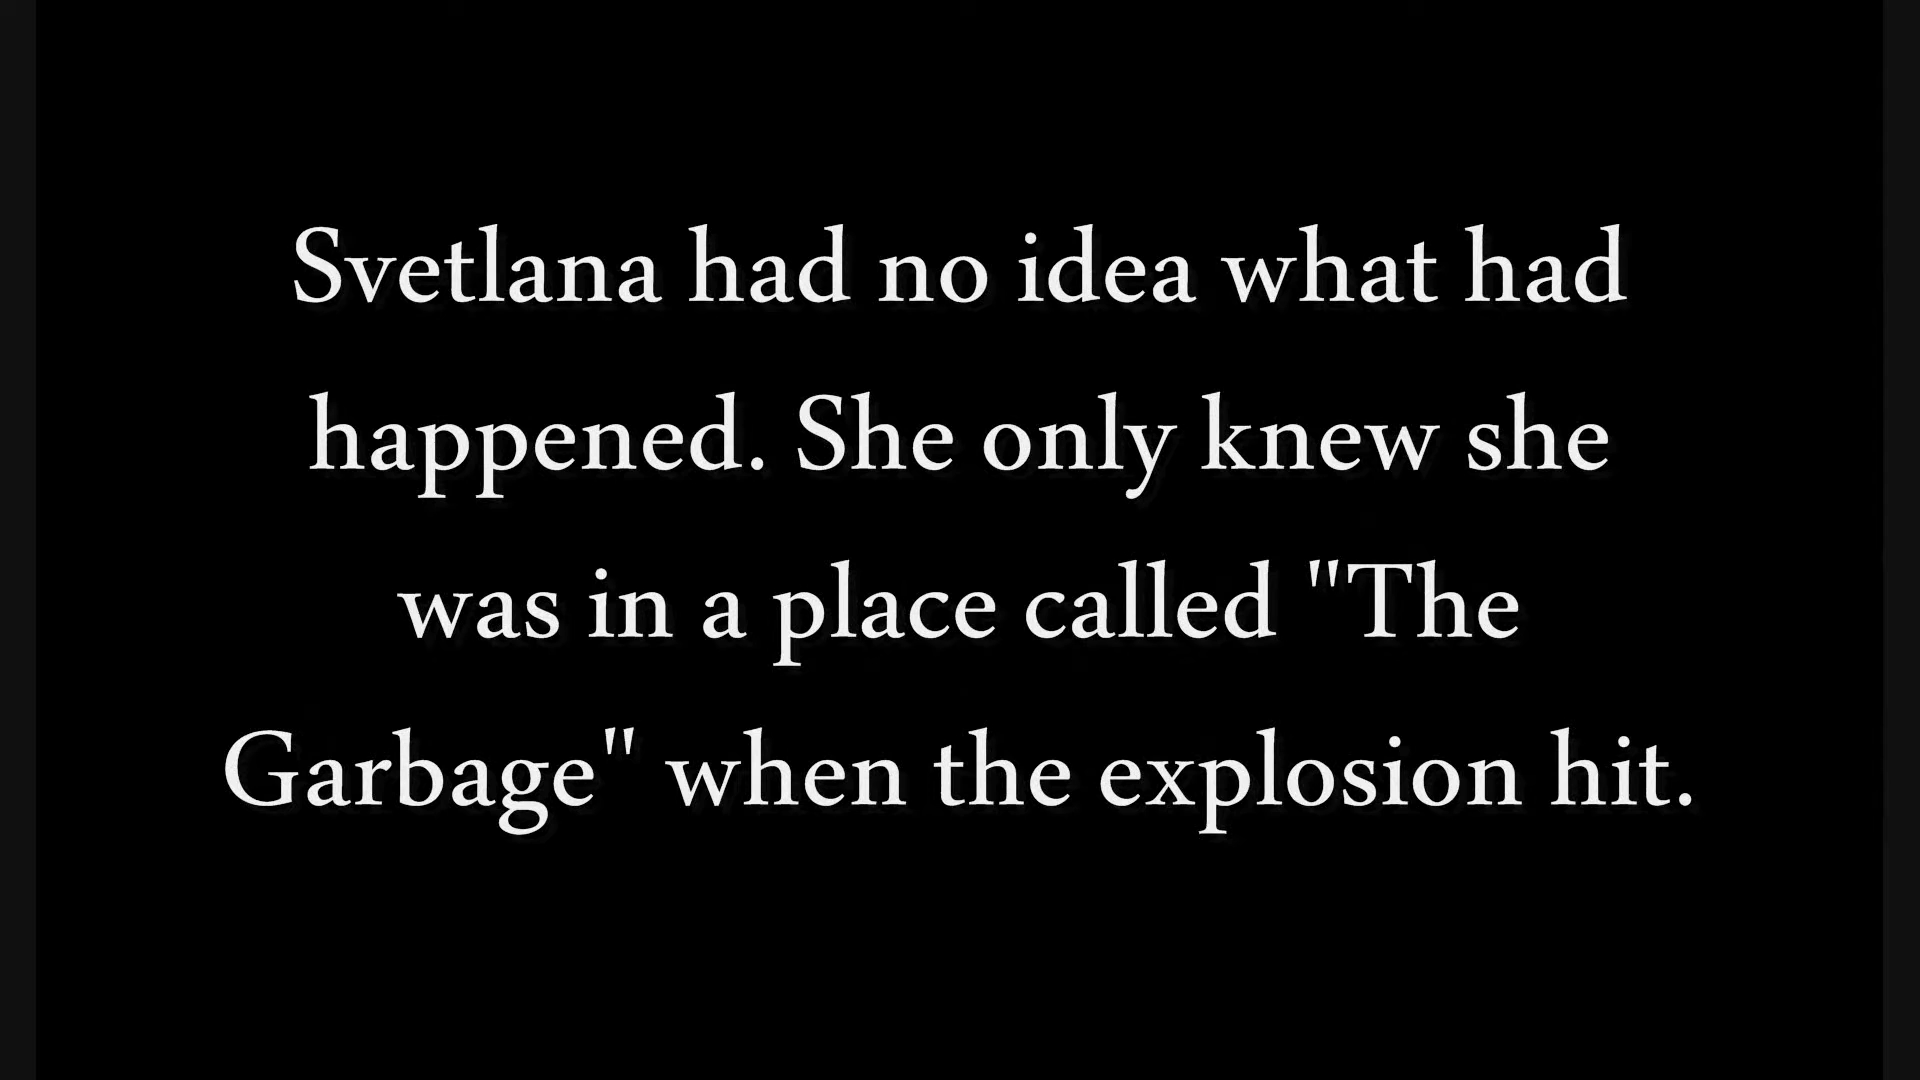 Svetlana had no idea what had
happened. She only knew she
was in a place called "The
Garbage" when the explosion hit.